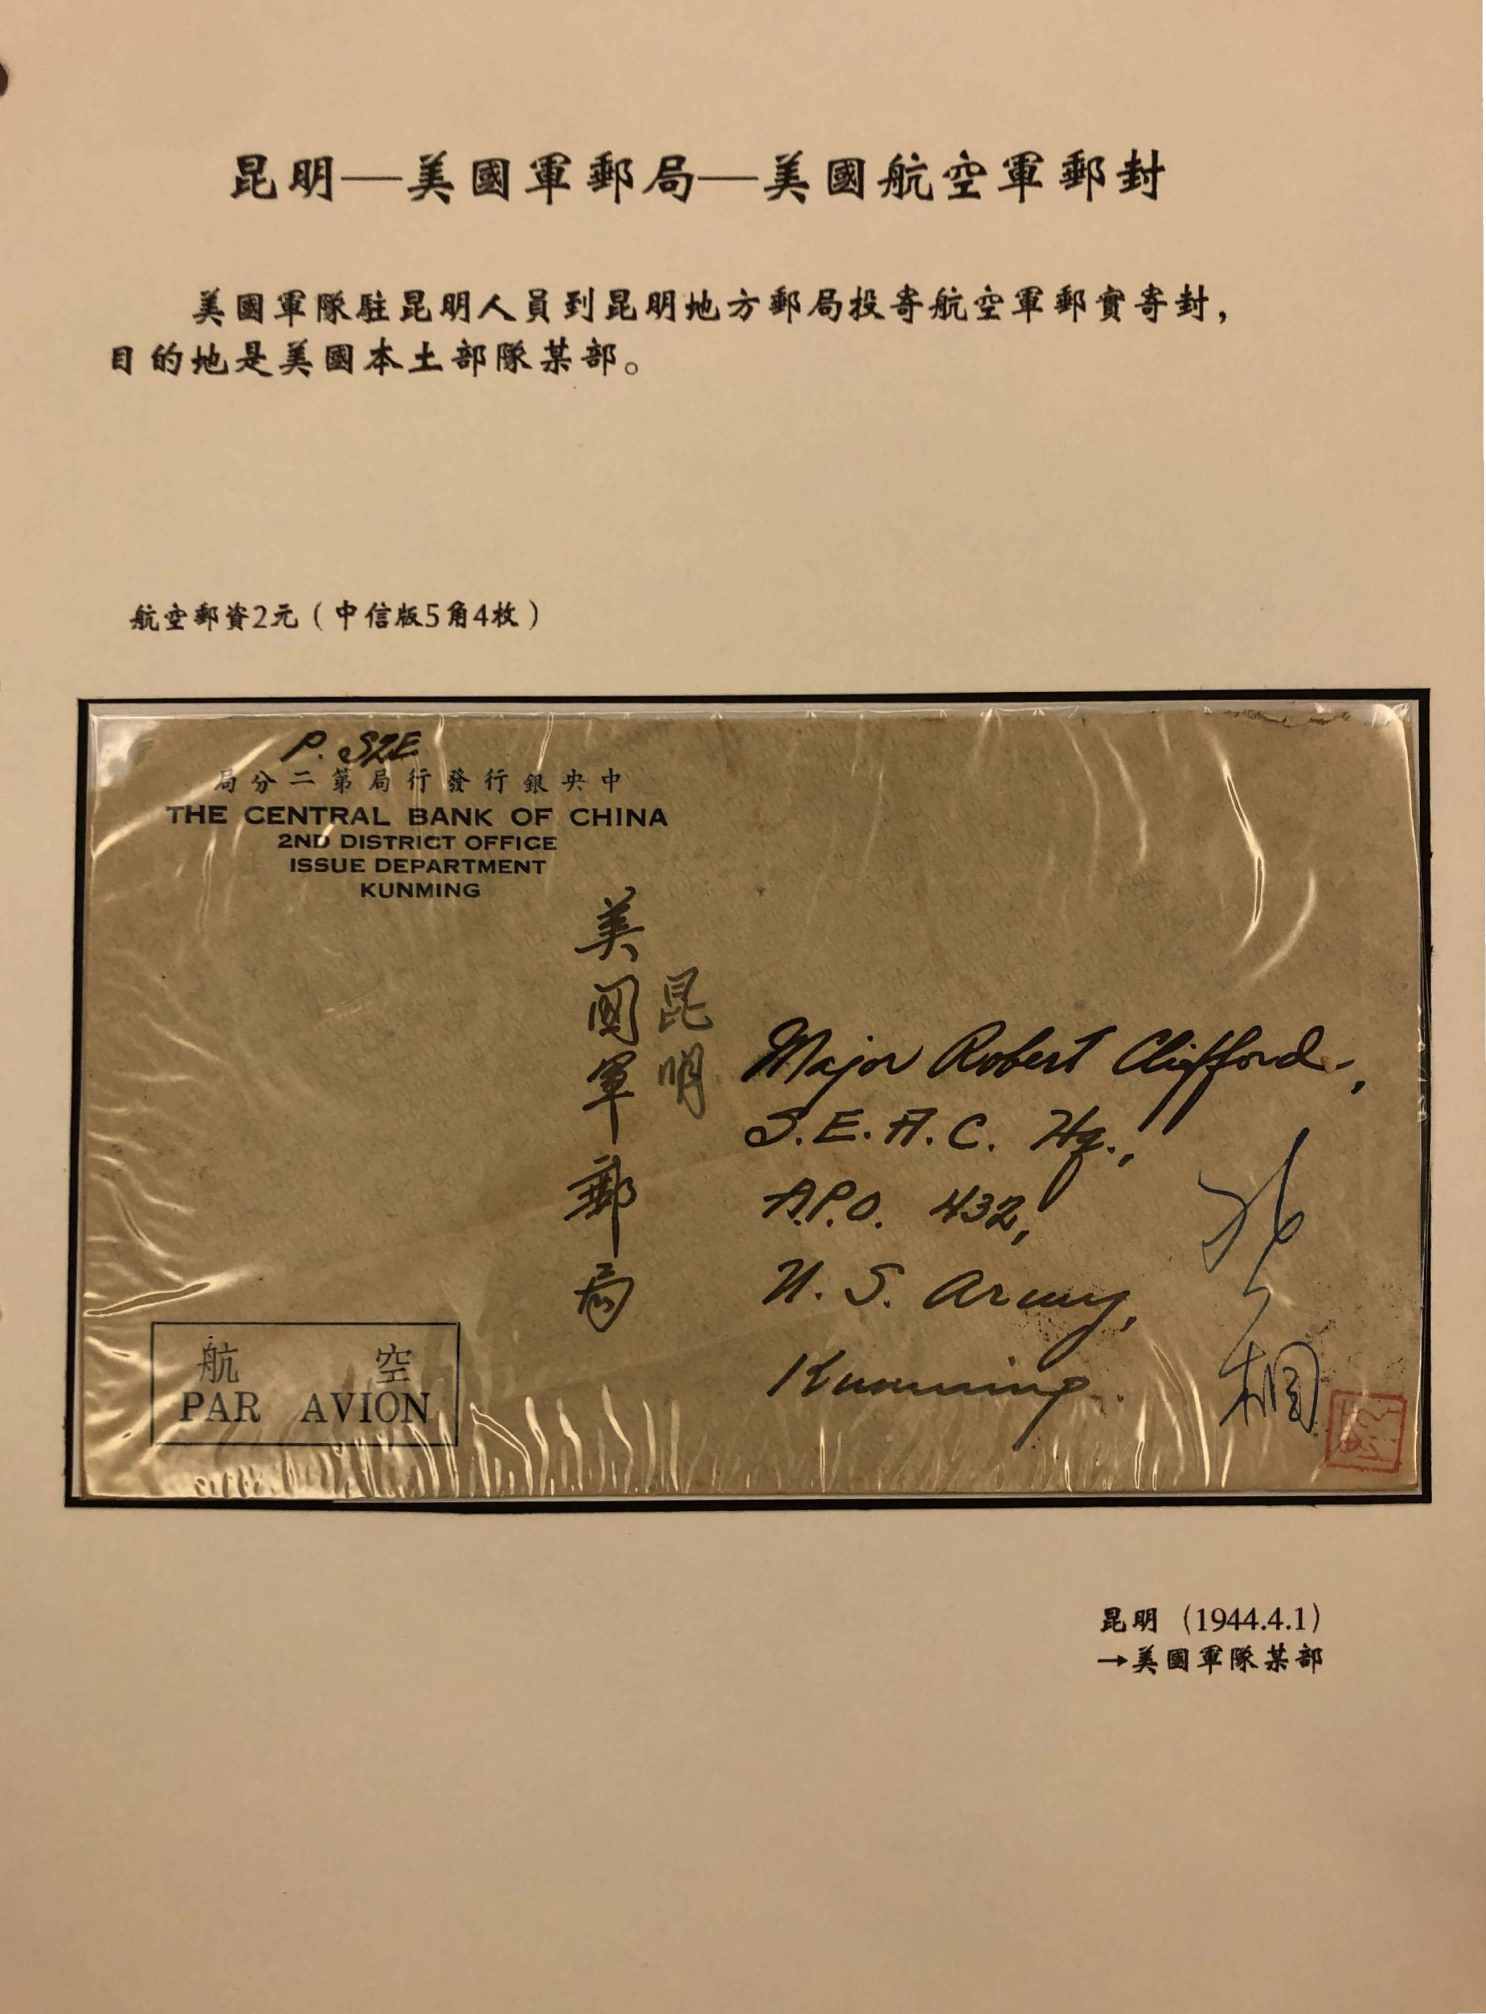 昆明—美國軍郵局—美國航空軍郵封
美國軍隊駐昆明人員到昆明地方郵局投寄航空軍郵實寄封，
目的地是美國本土部隊某部。
航空郵資2元（中信版5角4枚）
P. SZE
局分二第局行發行銀央中
THE CENTRAL BANK OF CHINA
2ND DISTRICT OFFICE
ISSUE DEPARTMENT
KUNMING
昆明
美國軍郵局
Major Robert Clifford,
S.E.A.C. Hq.,
A.P.O. 432,
U.S. Army,
Kunming.
航 空
PAR AVION
昆明（1944.4.1）
→美國軍隊某部